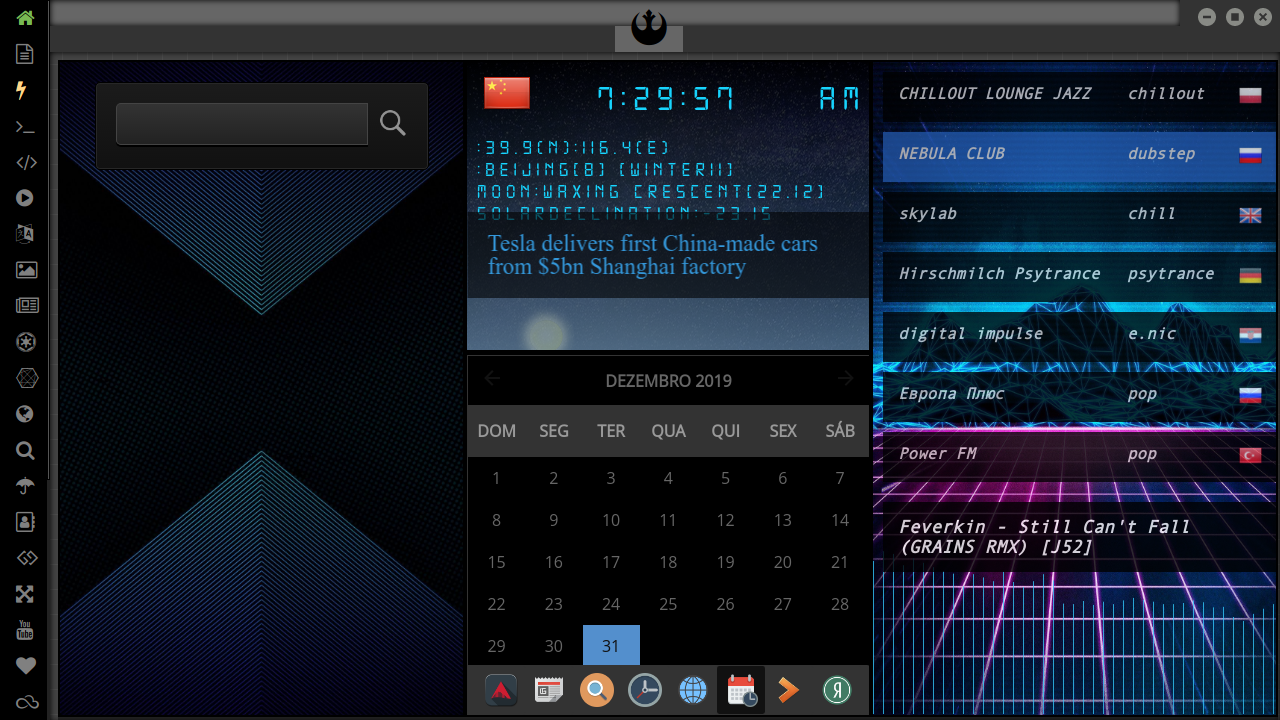 7:29:57 AM
:39.9(N):116.4(E)
:BEIJING[8] [WINTER11]
MOON:WAXING CRESCENT[22.12]
SOLARDECLINATION:-23.15
Tesla delivers first China-made cars
from $5bn Shanghai factory
DEZEMBRO 2019
DOM SEG TER QUA QUI SEX SÁB
1 2 3 4 5 6 7
8 9 10 11 12 13 14
15 16 17 18 19 20 21
22 23 24 25 26 27 28
29 30 31
CHILLOUT LOUNGE JAZZ chillout
NEBULA CLUB dubstep
skylab chill
Hirschmilch Psytrance psytrance
digital impulse e.nic
Европа Плюс pop
Power FM pop
Feverkin - Still Can't Fall
(GRAINS RMX) [J52]
You
Tube
Я